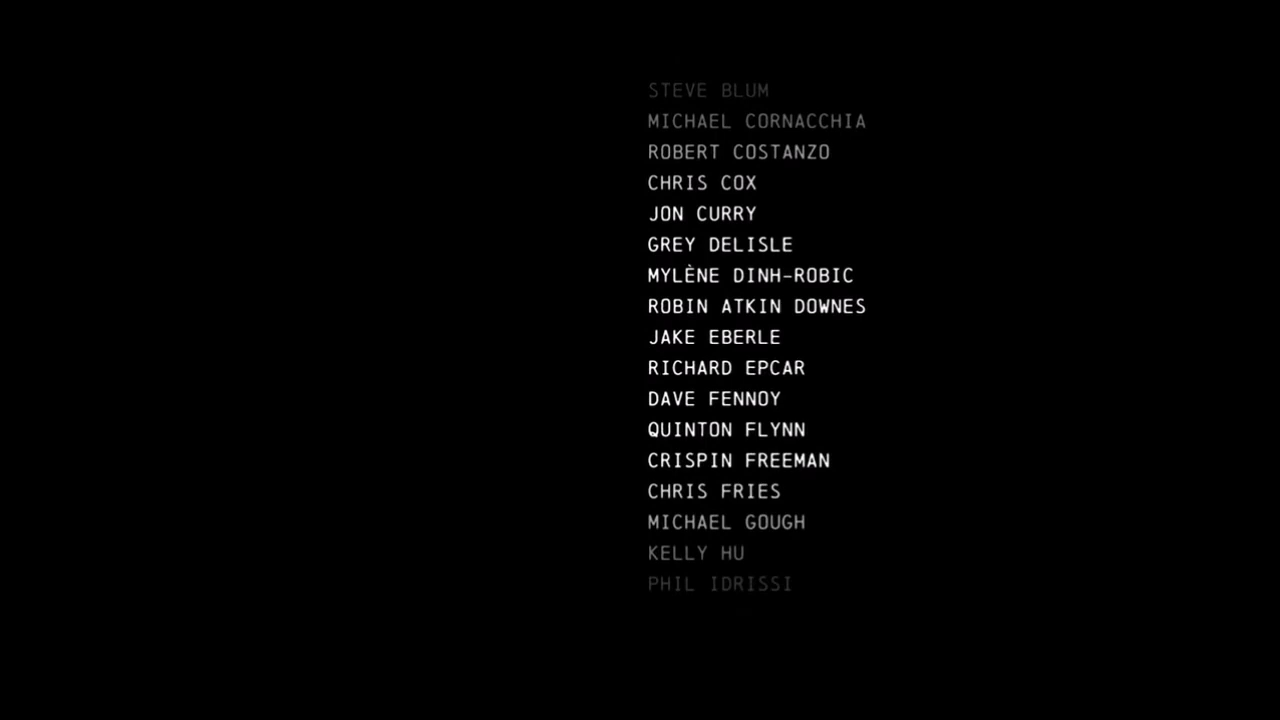 STEVE BLUM
MICHAEL CORNACCHIA
ROBERT COSTANZO
CHRIS COX
JON CURRY
GREY DELISLE
MYLÈNE DINH-ROBIC
ROBIN ATKIN DOWNES
JAKE EBERLE
RICHARD EPCAR
DAVE FENNOY
QUINTON FLYNN
CRISPIN FREEMAN
CHRIS FRIES
MICHAEL GOUGH
KELLY HU
PHIL IDRISSI